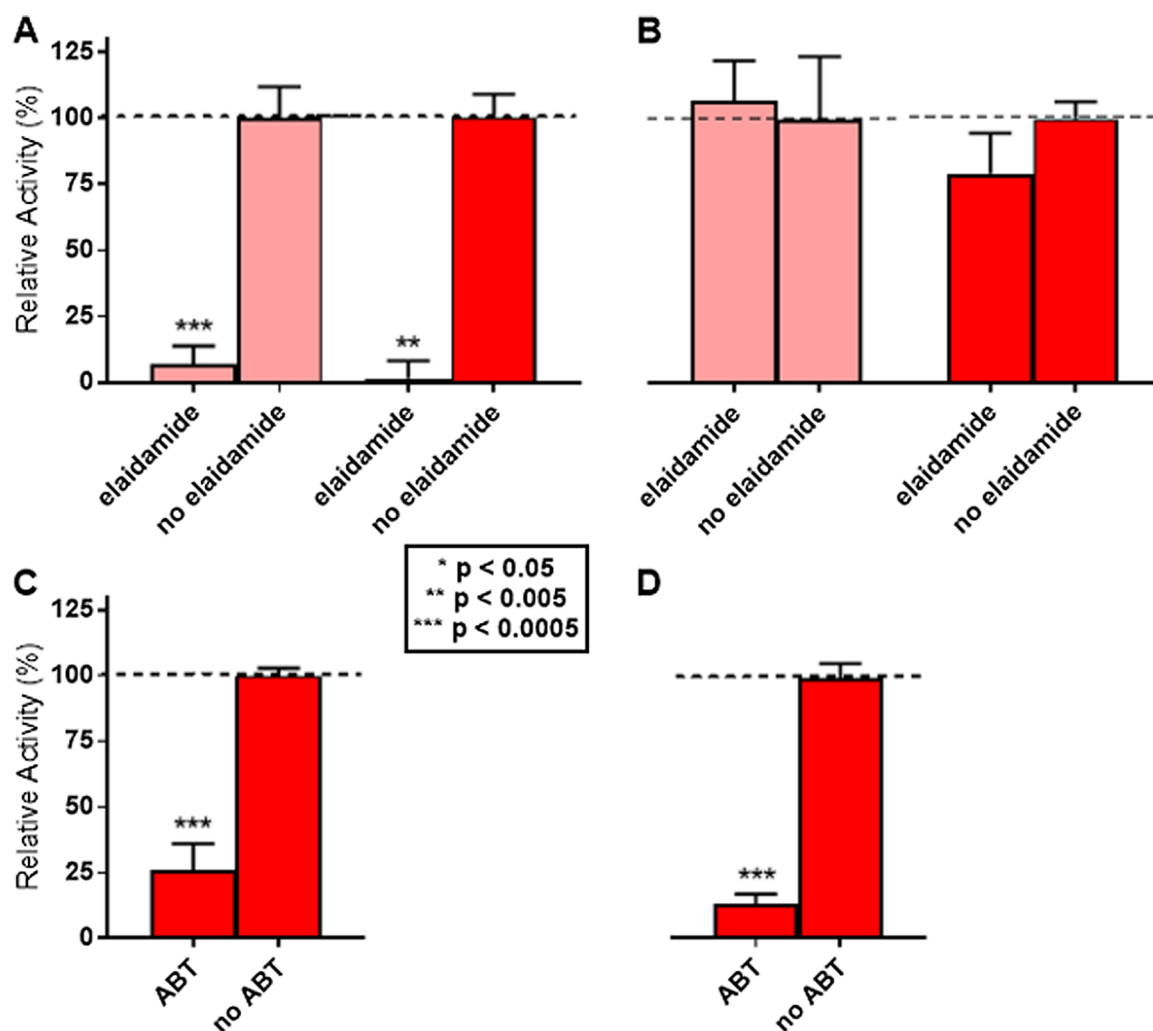 A
B
Relative Activity (%)
125
100
75
50
25
0
***
**
elaidamide
no elaidamide
elaidamide
no elaidamide
elaidamide
no elaidamide
elaidamide
no elaidamide
* p < 0.05
** p < 0.005
*** p < 0.0005
C
D
Relative Activity (%)
125
100
75
50
25
0
***
***
ABT
no ABT
ABT
no ABT